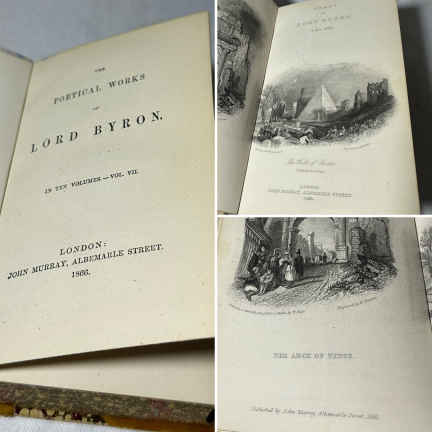 THE
POETICAL WORKS
OF
LORD BYRON.
IN TEN VOLUMES.—VOL. VII.
LONDON:
JOHN MURRAY, ALBEMARLE STREET.
1866.
LORD BYRON
LONDON
JOHN MURRAY, ALBEMARLE STREET.
THE ARCH OF TITUS.
Published by John Murray, Albemarle Street